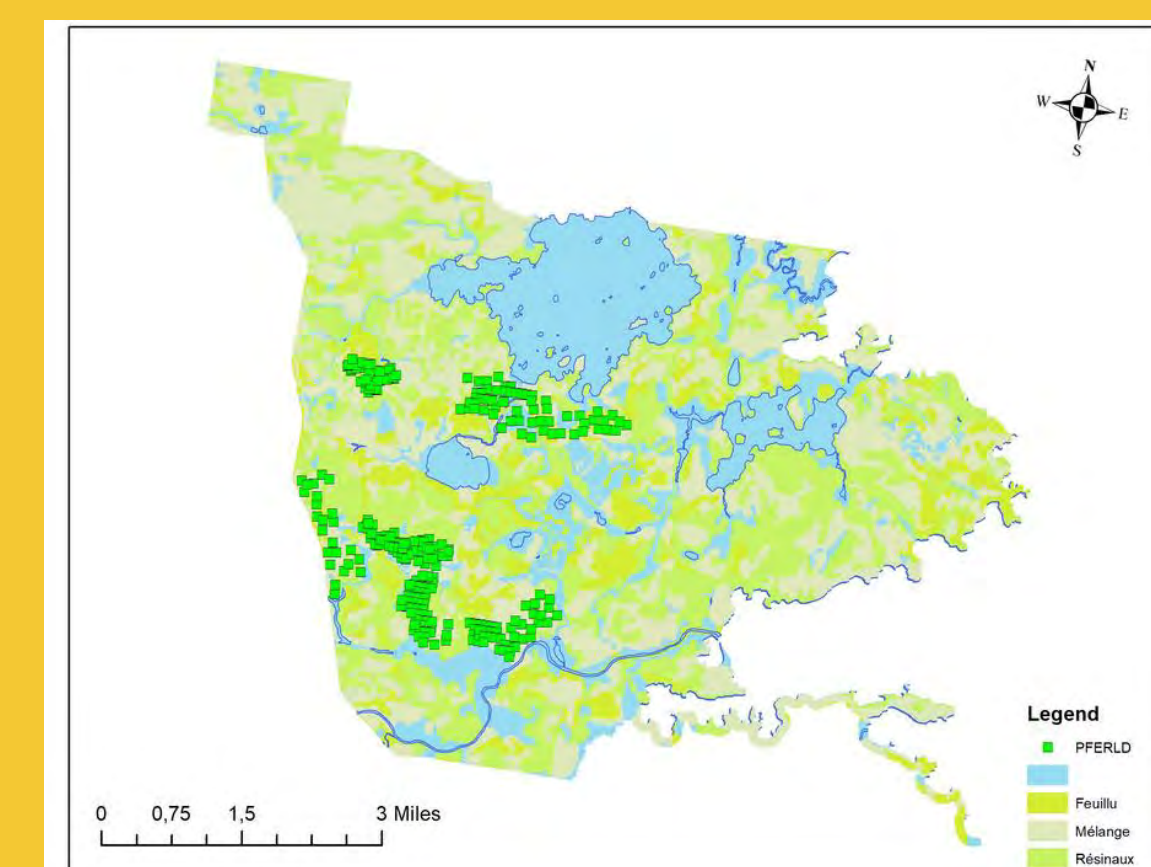 N
W E
S
Legend
PFERLD
Feuillu
Mélange
Résinaux
0 0,75 1,5 3 Miles